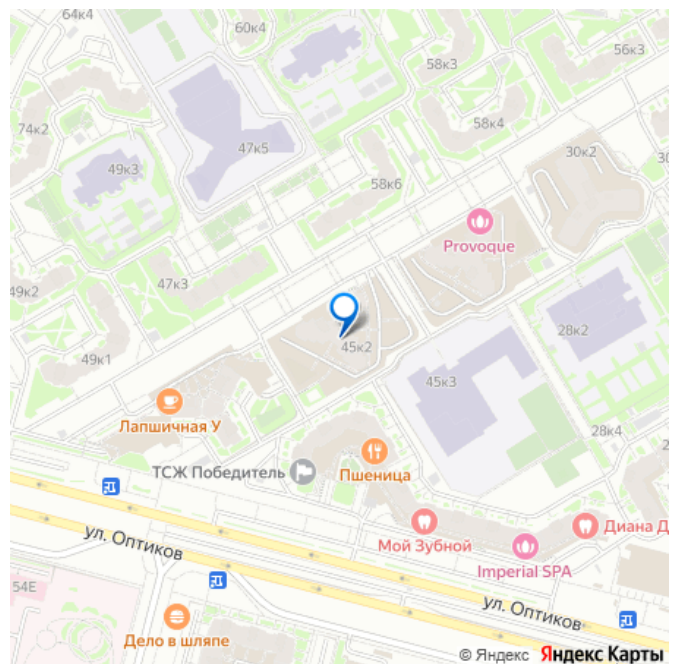 64к4
60к4
56к3
58к3
74к2
47к5
58к4
49к3
30к2
58к6
Provoque
47к3
49к2
28к2
45к2
49к1
45к3
Лапшичная У
28к4
ТСЖ Победитель
Пшеница
ул. Оптиков
Мой Зубной
Диана Д
Imperial SPA
54Е
ул. Оптиков
Дело в шляпе
© Яндекс Яндекс Карты